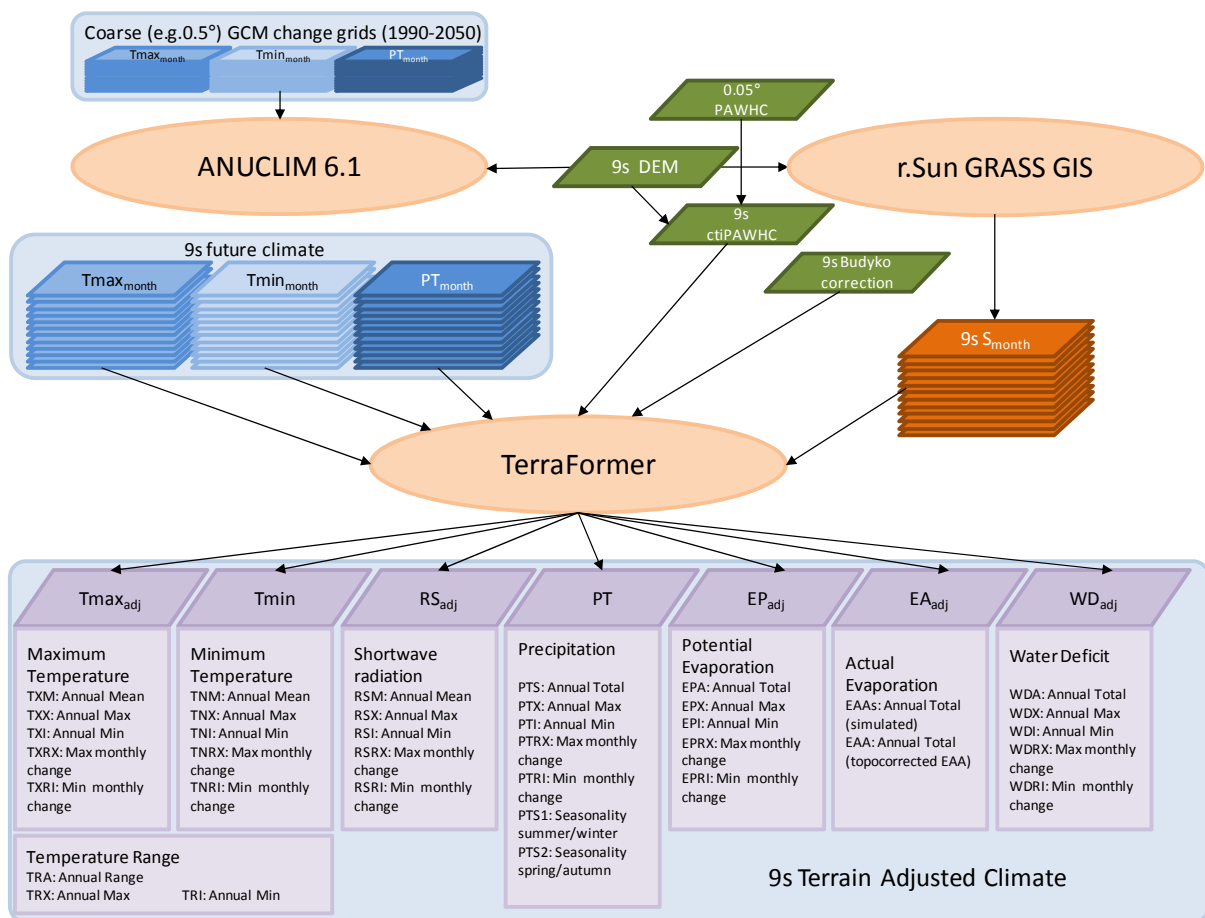 Coarse (e.g.0.5°) GCM change grids (1990-2050)
Tmaxmonth
Tminmonth
PTmonth
0.05°
PAWHC
ANUCLIM 6.1
9s DEM
r.Sun GRASS GIS
9s
ctiPAWHC
9s future climate
Tmaxmonth
Tminmonth
PTmonth
9s Budyko
correction
9s Smonth
TerraFormer
Tmaxadj
Tmin
RSadj
PT
EPadj
EAadj
WDadj
Maximum
Temperature
TXM: Annual Mean
TXX: Annual Max
TXI: Annual Min
TXRX: Max monthly
change
TXRI: Min monthly
change
Minimum
Temperature
TNM: Annual Mean
TNX: Annual Max
TNI: Annual Min
TNRX: Max monthly
change
TNRI: Min monthly
change
Shortwave
radiation
RSM: Annual Mean
RSX: Annual Max
RSI: Annual Min
RSRX: Max monthly
change
RSRI: Min monthly
change
Precipitation
PTS: Annual Total
PTX: Annual Max
PTI: Annual Min
PTRX: Max monthly
change
PTRI: Min monthly
change
PTS1: Seasonality
summer/winter
PTS2: Seasonality
spring/autumn
Potential
Evaporation
EPA: Annual Total
EPX: Annual Max
EPI: Annual Min
EPRX: Max monthly
change
EPRI: Min monthly
change
Actual
Evaporation
EAAs: Annual Total
(simulated)
EAA: Annual Total
(topocorrected EAA)
Water Deficit
WDA: Annual Total
WDX: Annual Max
WDI: Annual Min
WDRX: Max monthly
change
WDRI: Min monthly
change
Temperature Range
TRA: Annual Range
TRX: Annual Max TRI: Annual Min
9s Terrain Adjusted Climate